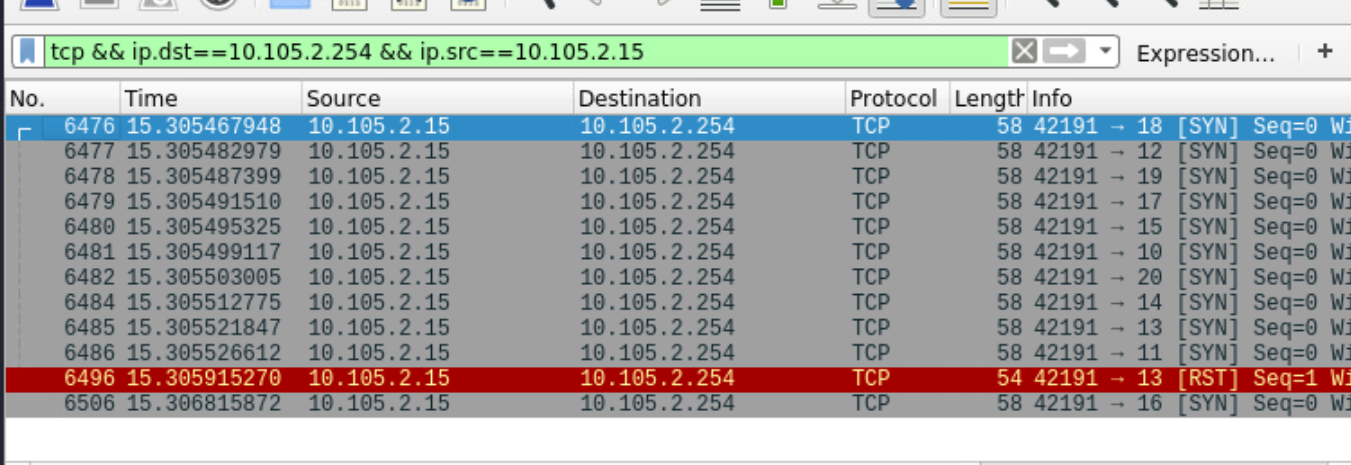 tcp && ip.dst==10.105.2.254 && ip.src==10.105.2.15 Expression... +
No. Time Source Destination Protocol Length Info
6476 15.305467948 10.105.2.15 10.105.2.254 TCP 58 42191 → 18 [SYN] Seq=0 Wi
6477 15.305482979 10.105.2.15 10.105.2.254 TCP 58 42191 → 12 [SYN] Seq=0 Wi
6478 15.305487399 10.105.2.15 10.105.2.254 TCP 58 42191 → 19 [SYN] Seq=0 Wi
6479 15.305491510 10.105.2.15 10.105.2.254 TCP 58 42191 → 17 [SYN] Seq=0 Wi
6480 15.305495325 10.105.2.15 10.105.2.254 TCP 58 42191 → 15 [SYN] Seq=0 Wi
6481 15.305499117 10.105.2.15 10.105.2.254 TCP 58 42191 → 10 [SYN] Seq=0 Wi
6482 15.305503005 10.105.2.15 10.105.2.254 TCP 58 42191 → 20 [SYN] Seq=0 Wi
6484 15.305512775 10.105.2.15 10.105.2.254 TCP 58 42191 → 14 [SYN] Seq=0 Wi
6485 15.305521847 10.105.2.15 10.105.2.254 TCP 58 42191 → 13 [SYN] Seq=0 Wi
6486 15.305526612 10.105.2.15 10.105.2.254 TCP 58 42191 → 11 [SYN] Seq=0 Wi
6496 15.305915270 10.105.2.15 10.105.2.254 TCP 54 42191 → 13 [RST] Seq=1 Wi
6506 15.306815872 10.105.2.15 10.105.2.254 TCP 58 42191 → 16 [SYN] Seq=0 Wi